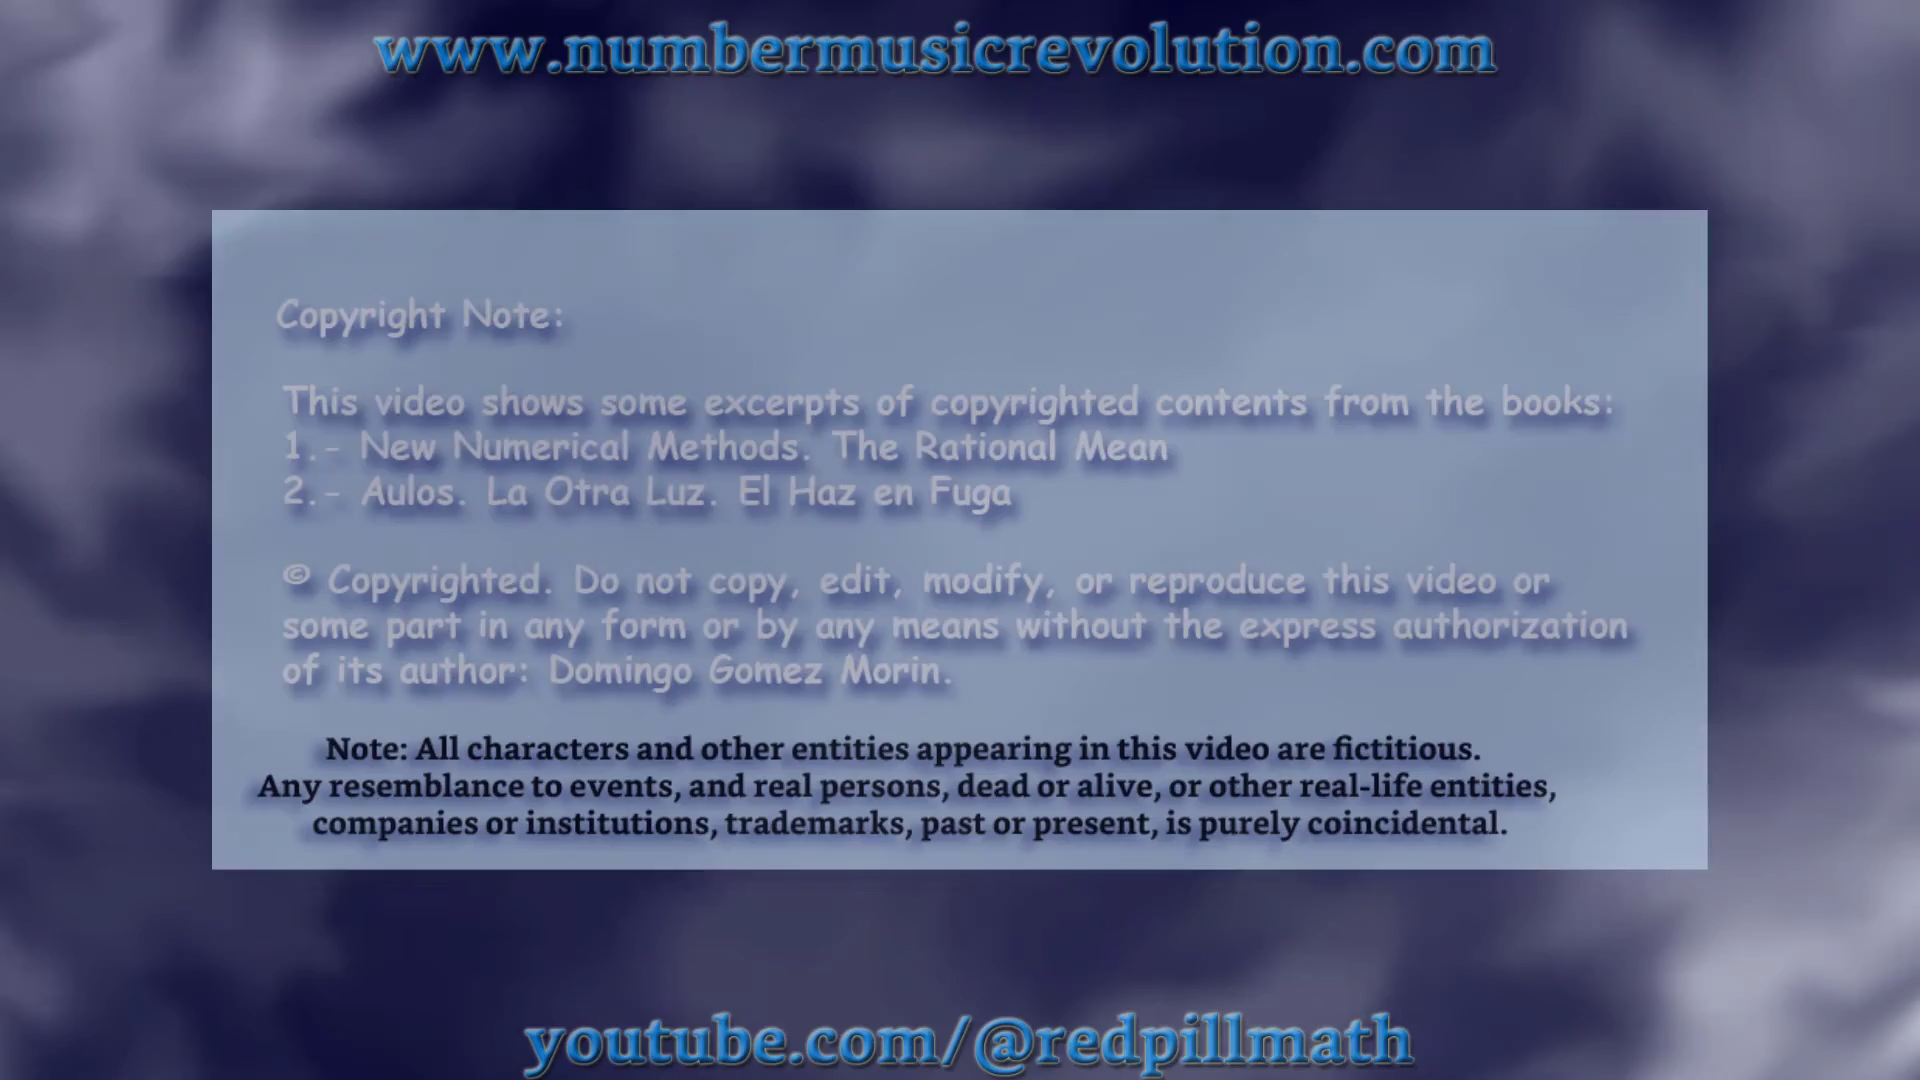 www.numbermusicrevolution.com
Copyright Note:
This video shows some excerpts of copyrighted contents from the books:
1.- New Numerical Methods. The Rational Mean
2.- Aulos. La Otra Luz. El Haz en Fuga
© Copyrighted. Do not copy, edit, modify, or reproduce this video or
some part in any form or by any means without the express authorization
of its author: Domingo Gomez Morin.
Note: All characters and other entities appearing in this video are fictitious.
Any resemblance to events, and real persons, dead or alive, or other real-life entities,
companies or institutions, trademarks, past or present, is purely coincidental.
youtube.com/@redpillmath